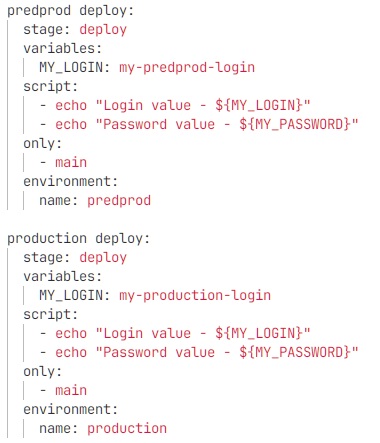 predprod deploy:
  stage: deploy
  variables:
    MY_LOGIN: my-predprod-login
  script:
    - echo "Login value - ${MY_LOGIN}"
    - echo "Password value - ${MY_PASSWORD}"
  only:
    - main
  environment:
    name: predprod

production deploy:
  stage: deploy
  variables:
    MY_LOGIN: my-production-login
  script:
    - echo "Login value - ${MY_LOGIN}"
    - echo "Password value - ${MY_PASSWORD}"
  only:
    - main
  environment:
    name: production